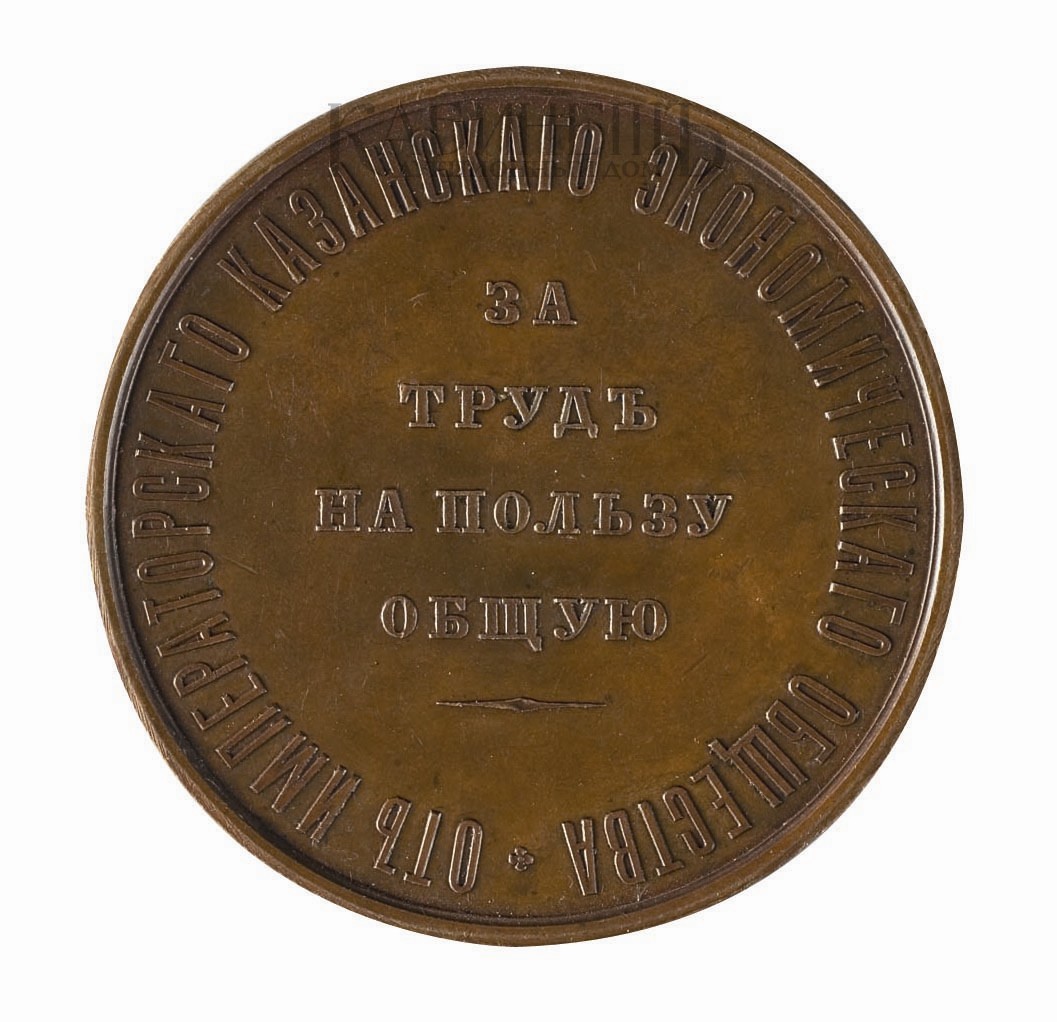 ОТЪ ИМПЕРАТОРСКАГО КАЗАНСКАГО ЭКОНОМИЧЕСКАГО ОБЩЕСТВА
ЗА
ТРУДЪ
НА ПОЛЬЗУ
ОБЩУЮ